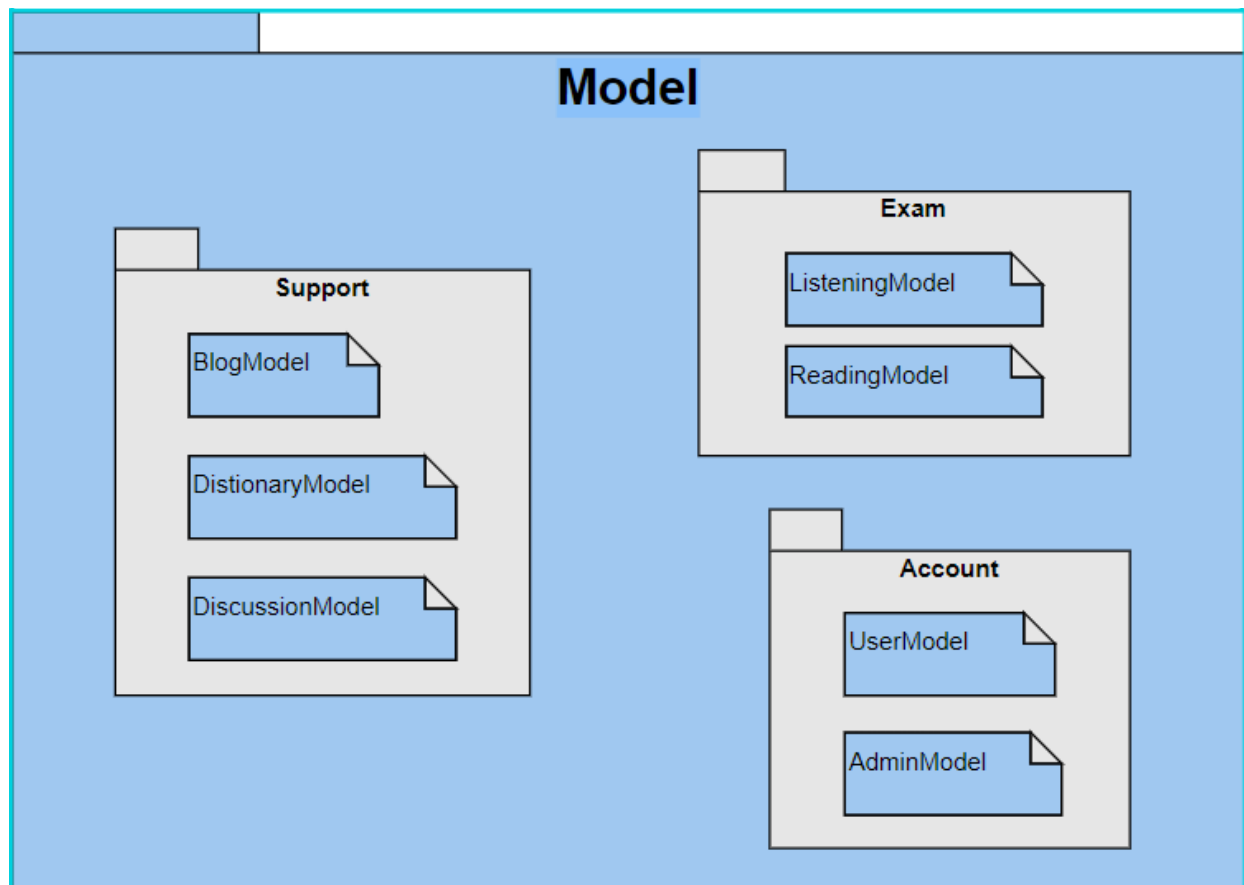 Model
Support
BlogModel
DistionaryModel
DiscussionModel
Exam
ListeningModel
ReadingModel
Account
UserModel
AdminModel